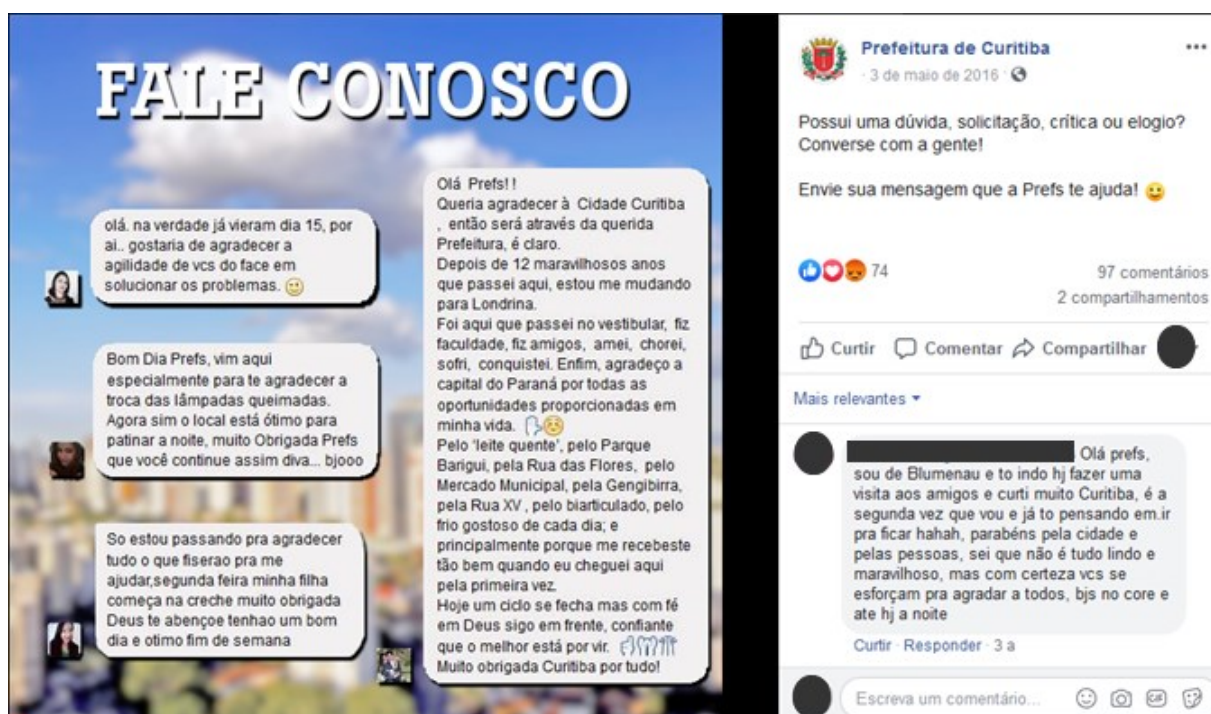 FALE CONOSCO
olá. na verdade já vieram dia 15, por
ai.. gostaria de agradecer a
agilidade de vcs do face em
solucionar os problemas.
Bom Dia Prefs, vim aqui
especialmente para te agradecer a
troca das lâmpadas queimadas.
Agora sim o local está ótimo para
patinar a noite, muito Obrigada Prefs
que você continue assim diva... bjooo
So estou passando pra agradecer
tudo o que fiserao pra me
ajudar,segunda feira minha filha
começa na creche muito obrigada
Deus te abençoe tenhao um bom
dia e otimo fim de semana
Olá Prefs!!
Queria agradecer à Cidade Curitiba
, então será através da querida
Prefeitura, é claro.
Depois de 12 maravilhosos anos
que passei aqui, estou me mudando
para Londrina.
Foi aqui que passei no vestibular, fiz
faculdade, fiz amigos, amei, chorei,
sofri, conquistei. Enfim, agradeço a
capital do Paraná por todas as
oportunidades proporcionadas em
minha vida.
Pelo 'leite quente', pelo Parque
Barigui, pela Rua das Flores, pelo
Mercado Municipal, pela Gengibirra,
pela Rua XV , pelo biarticulado, pelo
frio gostoso de cada dia; e
principalmente porque me recebeste
tão bem quando eu cheguei aqui
pela primeira vez.
Hoje um ciclo se fecha mas com fé
em Deus sigo em frente, confiante
que o melhor está por vir.
Muito obrigada Curitiba por tudo!
Prefeitura de Curitiba
· 3 de maio de 2016 ·
Possui uma dúvida, solicitação, crítica ou elogio?
Converse com a gente!
Envie sua mensagem que a Prefs te ajuda!
74
97 comentários
2 compartilhamentos
Curtir Comentar Compartilhar
Mais relevantes
Olá prefs,
sou de Blumenau e to indo hj fazer uma
visita aos amigos e curti muito Curitiba, é a
segunda vez que vou e já to pensando em.ir
pra ficar hahah, parabéns pela cidade e
pelas pessoas, sei que não é tudo lindo e
maravilhoso, mas com certeza vcs se
esforçam pra agradar a todos, bjs no core e
ate hj a noite
Curtir · Responder · 3 a
Escreva um comentário...
GIF